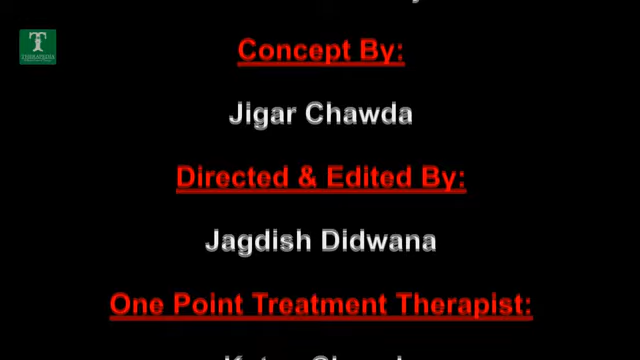 Concept By:
Jigar Chawda
Directed & Edited By:
Jagdish Didwana
One Point Treatment Therapist: